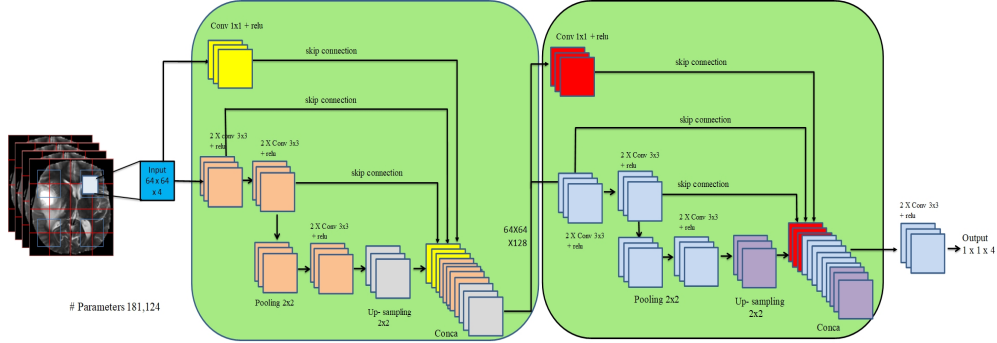 Conv 1x1 + relu
skip connection
skip connection
2 X conv 3x3
+ relu
2 X Conv 3x3
+ relu
skip connection
Input
64 x 64
x 4
2 X Conv 3x3
+ relu
Pooling 2x2
Up- sampling
2x2
Conca
# Parameters 181,124
64X64
X128
Conv 1x1 + relu
skip connection
skip connection
2 X Conv 3x3
+ relu
skip connection
2 X Conv 3x3
+ relu
2 X Conv 3x3
+ relu
Pooling 2x2
Up- sampling
2x2
Conca
2 X Conv 3x3
+ relu
Output
1 x 1 x 4